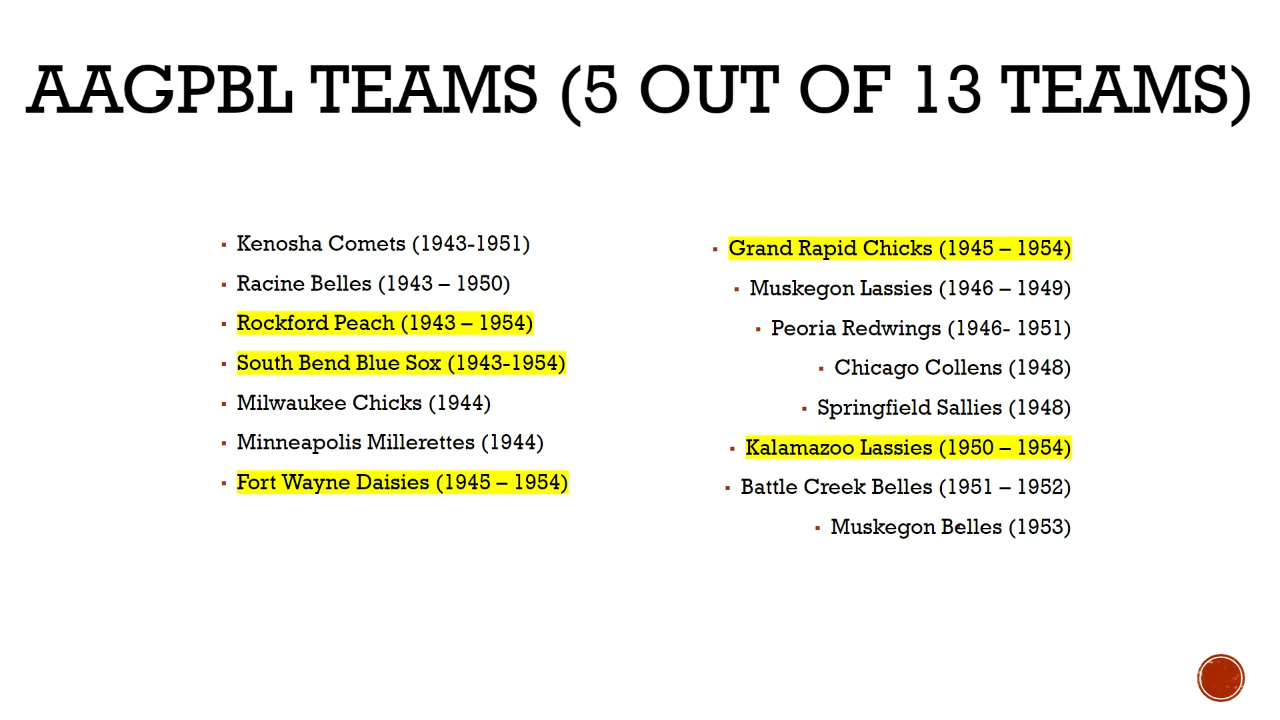 AAGPBL TEAMS (5 OUT OF 13 TEAMS)
Kenosha Comets (1943-1951)
Racine Belles (1943 – 1950)
Rockford Peach (1943 – 1954)
South Bend Blue Sox (1943-1954)
Milwaukee Chicks (1944)
Minneapolis Millerettes (1944)
Fort Wayne Daisies (1945 – 1954)
Grand Rapid Chicks (1945 – 1954)
Muskegon Lassies (1946 – 1949)
Peoria Redwings (1946- 1951)
Chicago Collens (1948)
Springfield Sallies (1948)
Kalamazoo Lassies (1950 – 1954)
Battle Creek Belles (1951 – 1952)
Muskegon Belles (1953)